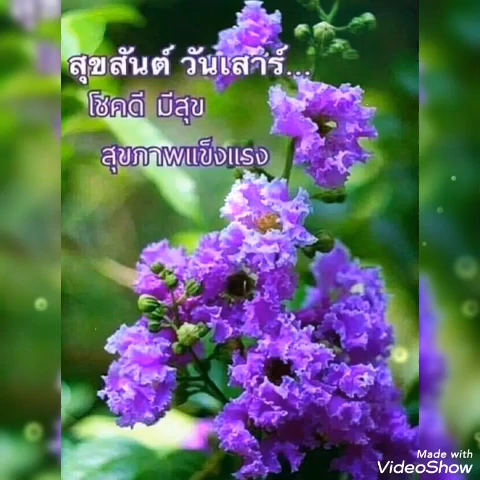 สุขสันต์ วันเสาร์...
โชคดี มีสุข
สุขภาพแข็งแรง
Made with
VideoShow